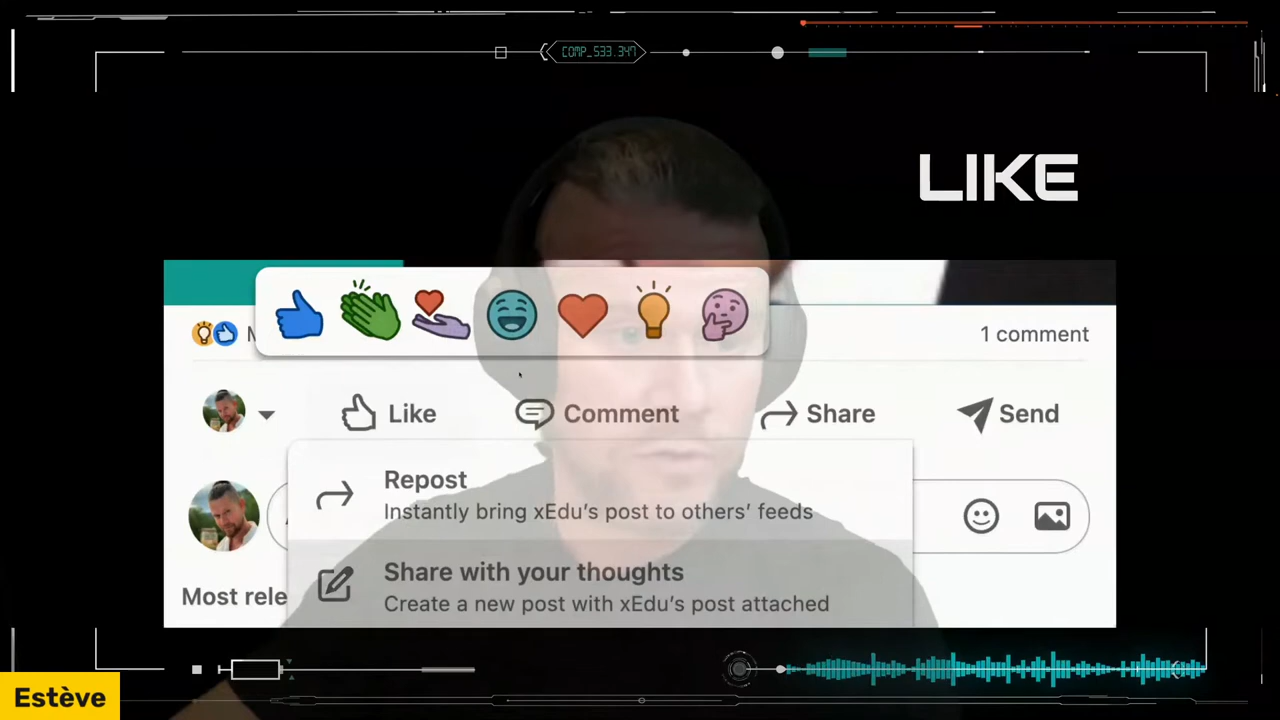 COMP_533.347
LIKE
1 comment
Like
Comment
Share
Send
Repost
Instantly bring xEdu's post to others' feeds
Share with your thoughts
Create a new post with xEdu's post attached
Most rele
Estève